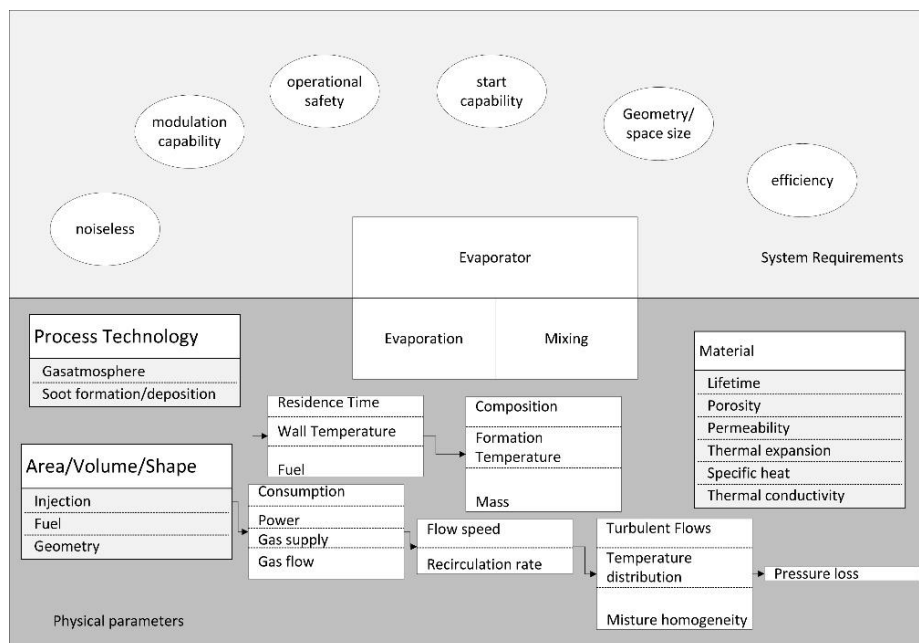 operational
safety
start
capability
modulation
capability
Geometry/
space size
efficiency
noiseless
Evaporator
System Requirements
Evaporation
Mixing
Process Technology
Gasatmosphere
Soot formation/deposition
Material
Lifetime
Porosity
Permeability
Thermal expansion
Specific heat
Thermal conductivity
Residence Time
Wall Temperature
Fuel
Composition
Formation
Temperature
Mass
Area/Volume/Shape
Injection
Fuel
Geometry
Consumption
Power
Gas supply
Gas flow
Flow speed
Recirculation rate
Turbulent Flows
Temperature
distribution
Misture homogeneity
Pressure loss
Physical parameters